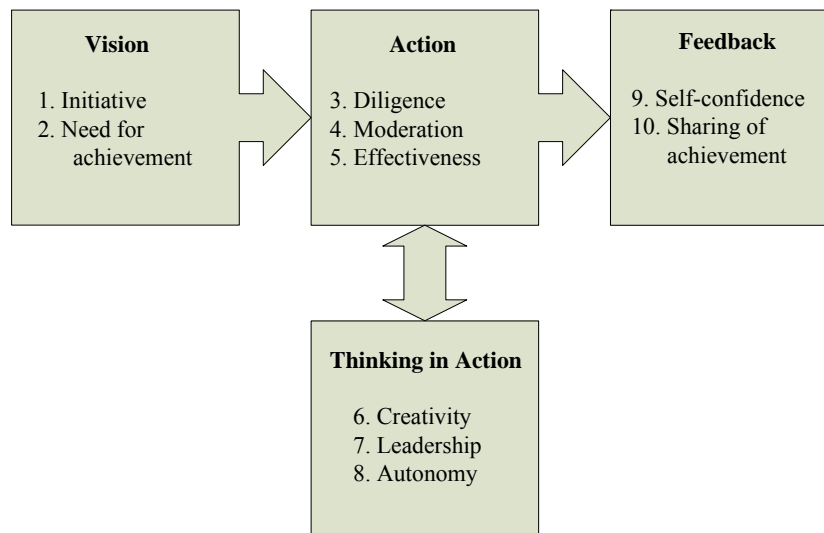 Vision
1. Initiative
2. Need for
achievement
Action
3. Diligence
4. Moderation
5. Effectiveness
Feedback
9. Self-confidence
10. Sharing of
achievement
Thinking in Action
6. Creativity
7. Leadership
8. Autonomy